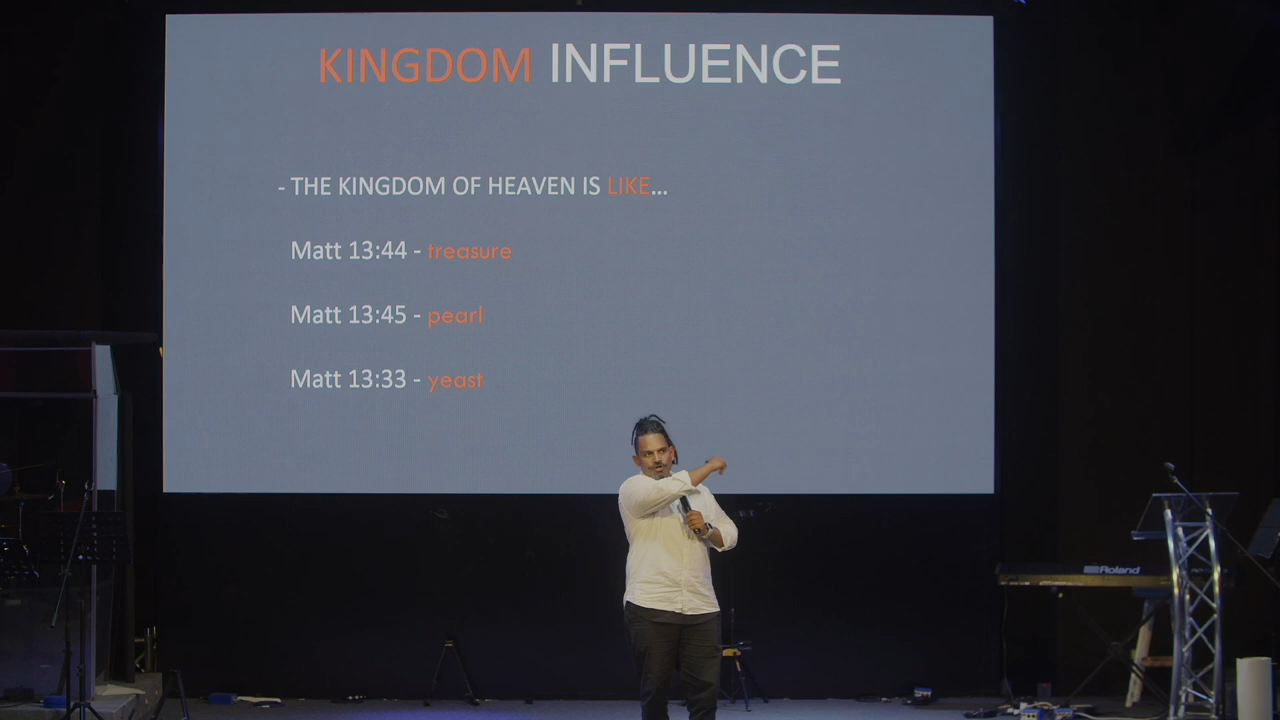 KINGDOM INFLUENCE
- THE KINGDOM OF HEAVEN IS LIKE...
Matt 13:44 - treasure
Matt 13:45 - pearl
Matt 13:33 - yeast
Roland